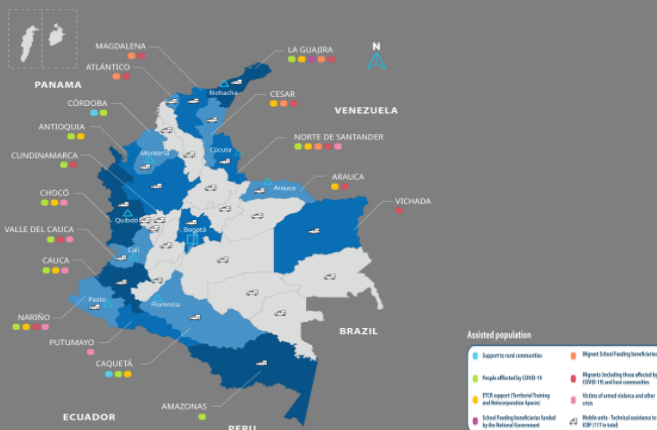 MAGDALENA
LA GUAJIRA
N
ATLÁNTICO
PANAMA
Riohacha
CESAR
CÓRDOBA
VENEZUELA
ANTIOQUIA
NORTE DE SANTANDER
Montería
Cúcuta
CUNDINAMARCA
ARAUCA
Arauca
CHOCÓ
VICHADA
Quibdó
VALLE DEL CAUCA
Bogotá
Cali
CAUCA
Pasto
Florencia
NARIÑO
BRAZIL
PUTUMAYO
CAQUETÁ
AMAZONAS
ECUADOR
PERU
Assisted population
Support to rural communities
People affected by COVID-19
ETCR support (Territorial Training
and Reincorporation Spaces)
School Feeding beneficiaries funded
by the National Government
Migrant School Feeding beneficiaries
Migrants (including those affected by
COVID-19) and host communities
Victims of armed violence and other
crisis
Mobile units - Technical assistance to
ICBF (117 in total)